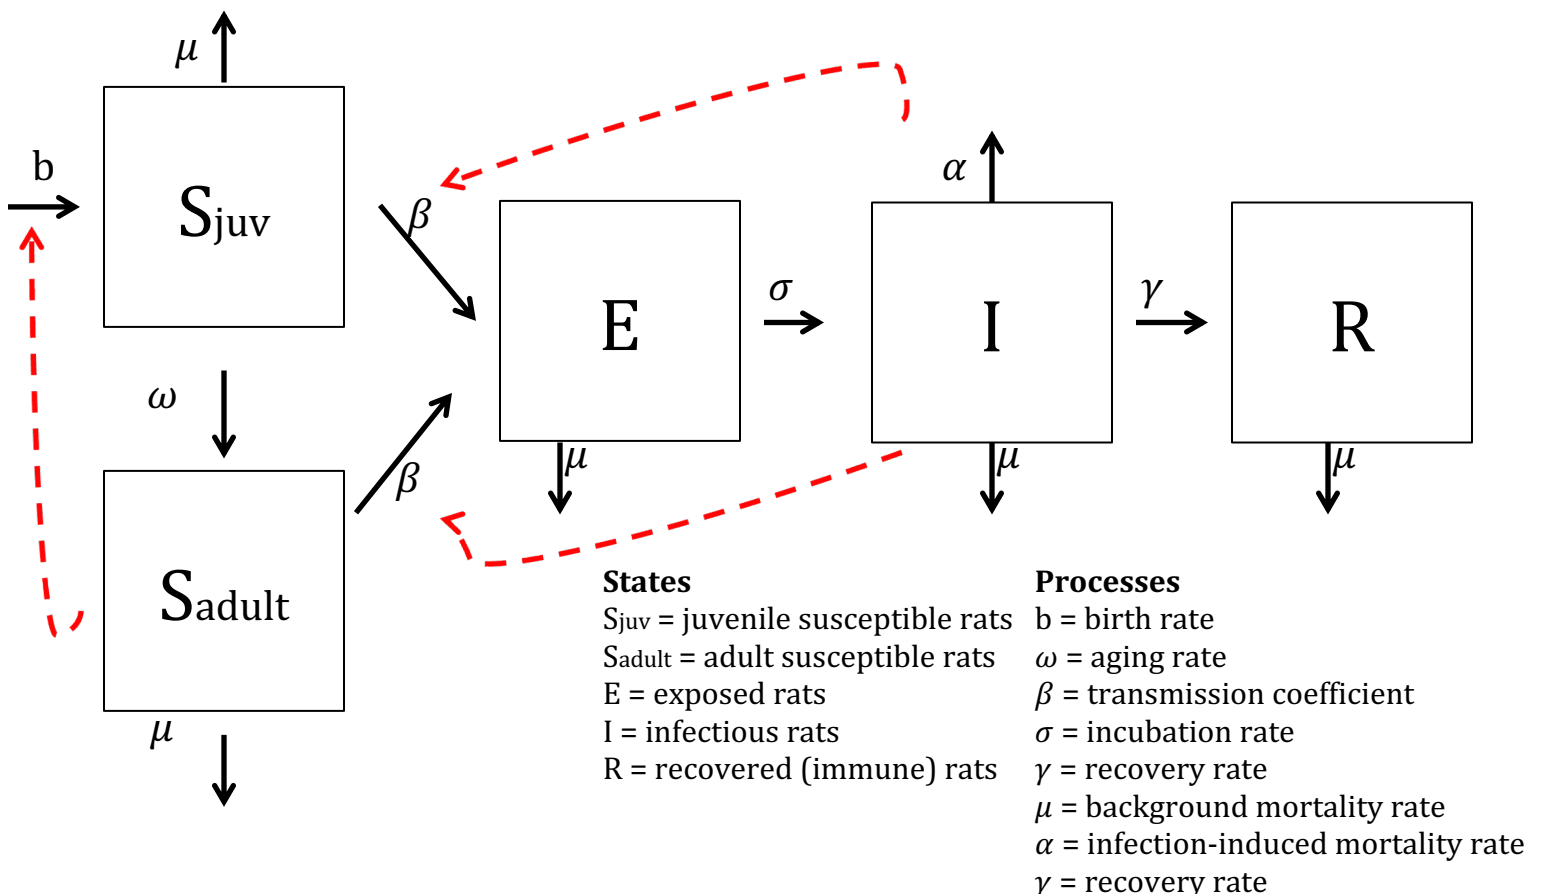 μ
b
Sjuv
β
ω
Sadult
β
μ
E
σ
μ
α
I
γ
μ
R
μ
States
Sjuv = juvenile susceptible rats
Sadult = adult susceptible rats
E = exposed rats
I = infectious rats
R = recovered (immune) rats
Processes
b = birth rate
ω = aging rate
β = transmission coefficient
σ = incubation rate
γ = recovery rate
μ = background mortality rate
α = infection-induced mortality rate
γ = recovery rate